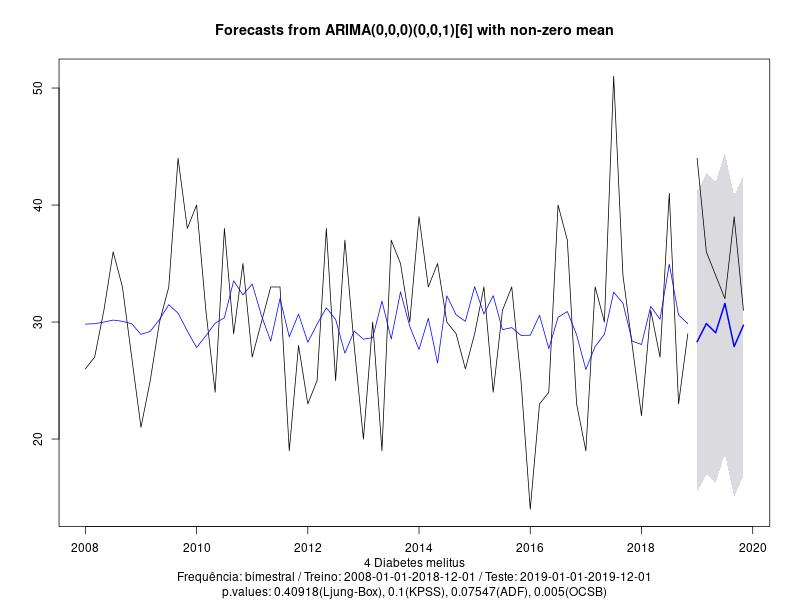 Forecasts from ARIMA(0,0,0)(0,0,1)[6] with non-zero mean
50
40
30
20
2008 2010 2012 2014 2016 2018 2020
4 Diabetes melitus
Frequência: bimestral / Treino: 2008-01-01-2018-12-01 / Teste: 2019-01-01-2019-12-01
p.values: 0.40918(Ljung-Box), 0.1(KPSS), 0.07547(ADF), 0.005(OCSB)